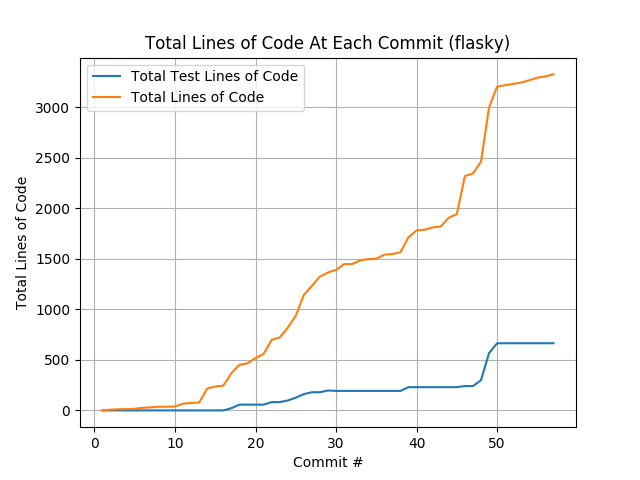 Total Lines of Code At Each Commit (flasky)
Total Test Lines of Code
Total Lines of Code
Total Lines of Code
3000
2500
2000
1500
1000
500
0
0 10 20 30 40 50
Commit #